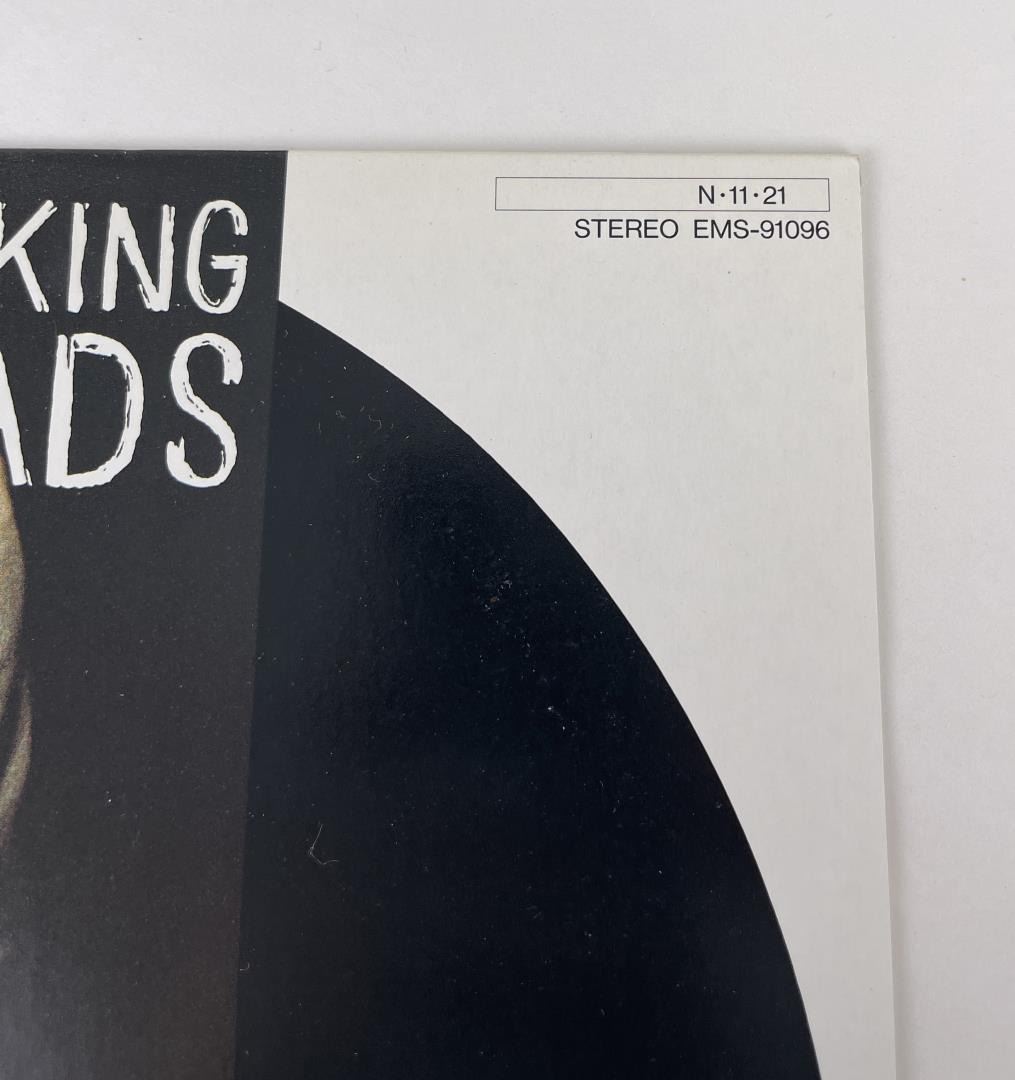 KING
ADS
N·11·21
STEREO EMS-91096